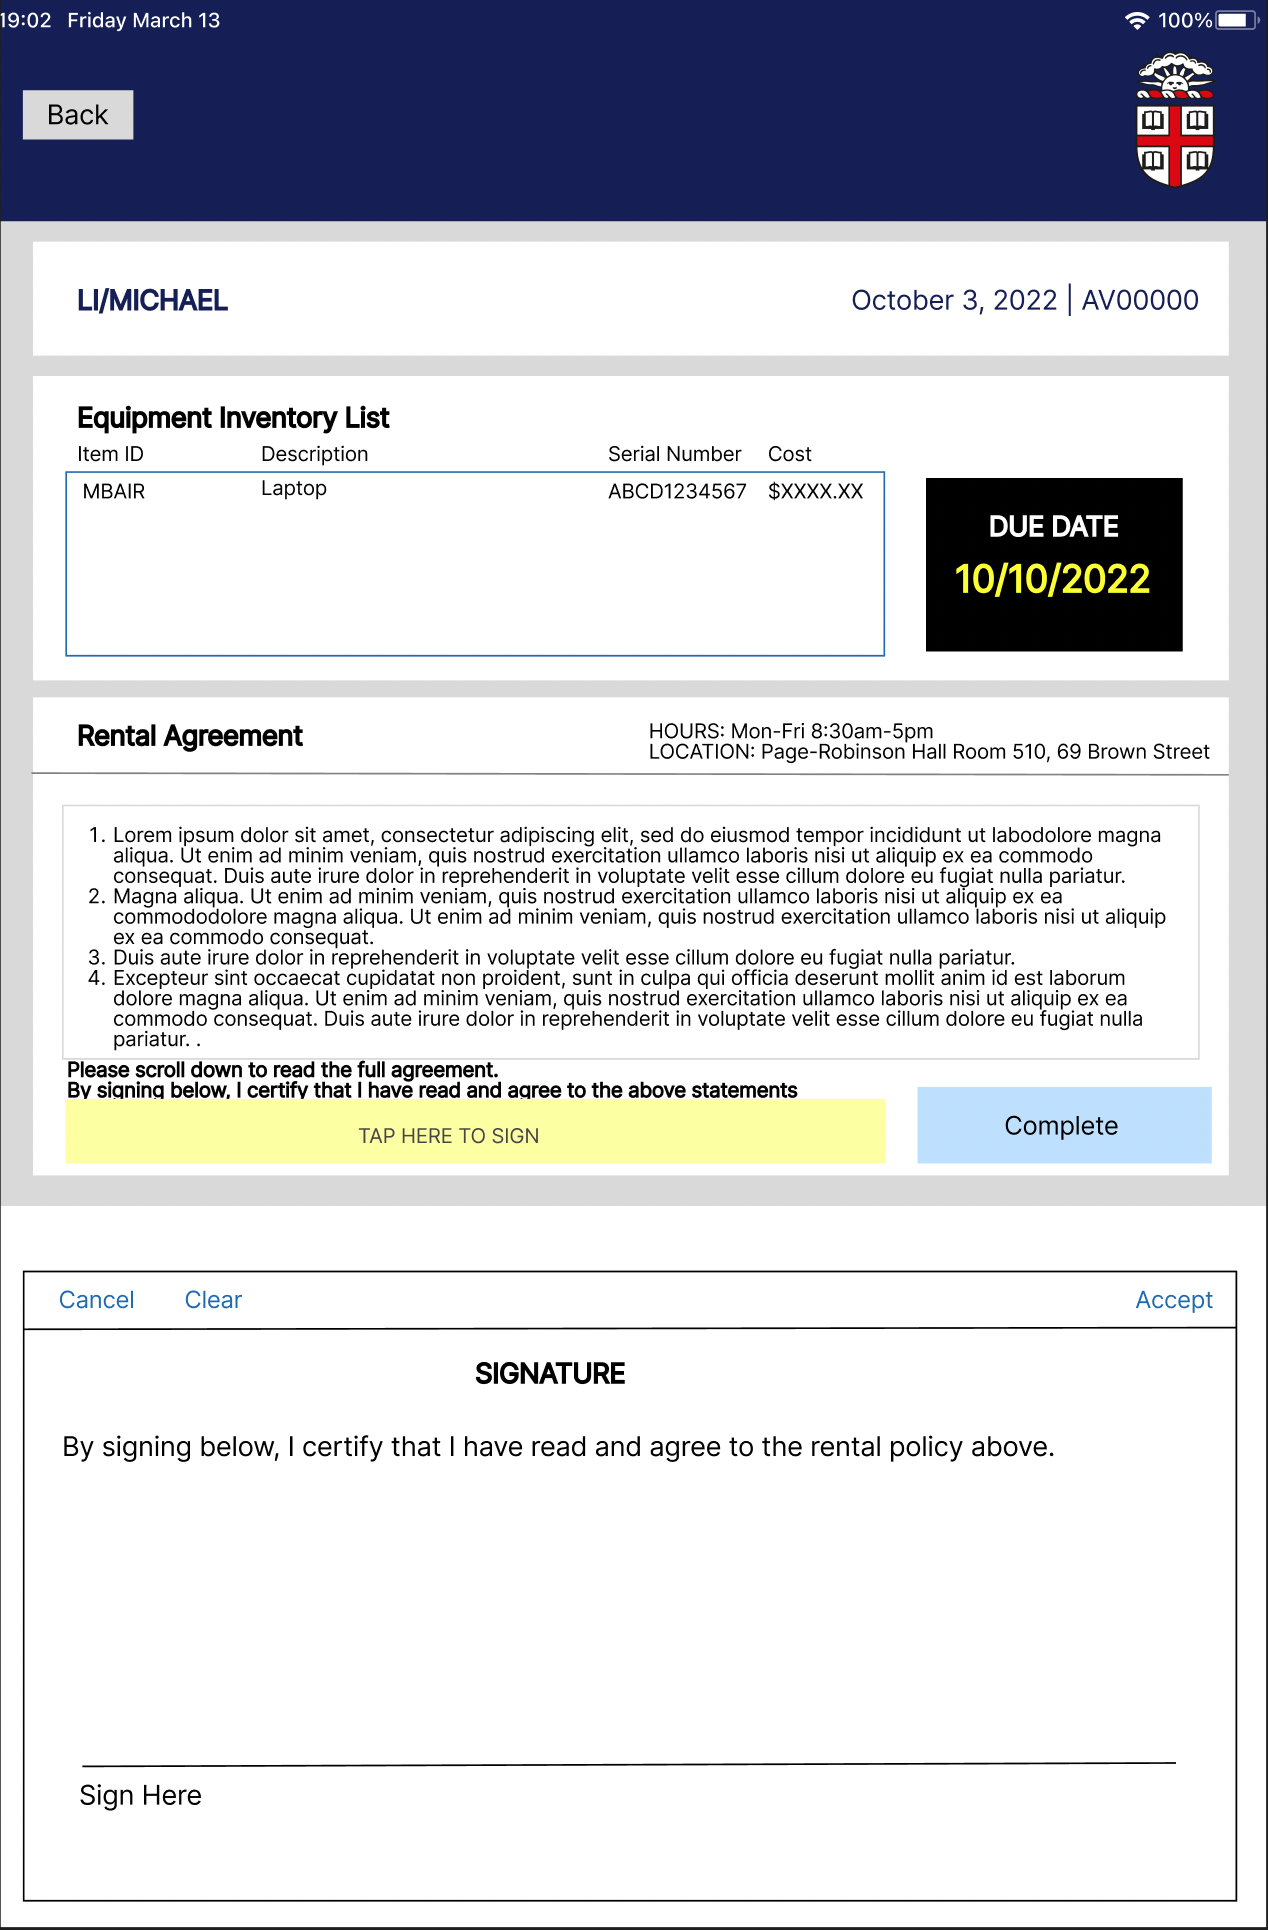 19:02 Friday March 13 100%
Back
LI/MICHAEL October 3, 2022 | AV00000
Equipment Inventory List
Item ID Description Serial Number Cost
MBAIR Laptop ABCD1234567 $XXXX.XX
DUE DATE
10/10/2022
Rental Agreement
HOURS: Mon-Fri 8:30am-5pm
LOCATION: Page-Robinson Hall Room 510, 69 Brown Street
1. Lorem ipsum dolor sit amet, consectetur adipiscing elit, sed do eiusmod tempor incididunt ut labodolore magna
aliqua. Ut enim ad minim veniam, quis nostrud exercitation ullamco laboris nisi ut aliquip ex ea commodo
consequat. Duis aute irure dolor in reprehenderit in voluptate velit esse cillum dolore eu fugiat nulla pariatur.
2. Magna aliqua. Ut enim ad minim veniam, quis nostrud exercitation ullamco laboris nisi ut aliquip ex ea
commododolore magna aliqua. Ut enim ad minim veniam, quis nostrud exercitation ullamco laboris nisi ut aliquip
ex ea commodo consequat.
3. Duis aute irure dolor in reprehenderit in voluptate velit esse cillum dolore eu fugiat nulla pariatur.
4. Excepteur sint occaecat cupidatat non proident, sunt in culpa qui officia deserunt mollit anim id est laborum
dolore magna aliqua. Ut enim ad minim veniam, quis nostrud exercitation ullamco laboris nisi ut aliquip ex ea
commodo consequat. Duis aute irure dolor in reprehenderit in voluptate velit esse cillum dolore eu fugiat nulla
pariatur. .
Please scroll down to read the full agreement.
By signing below, I certify that I have read and agree to the above statements
TAP HERE TO SIGN
Complete
Cancel Clear Accept
SIGNATURE
By signing below, I certify that I have read and agree to the rental policy above.
Sign Here